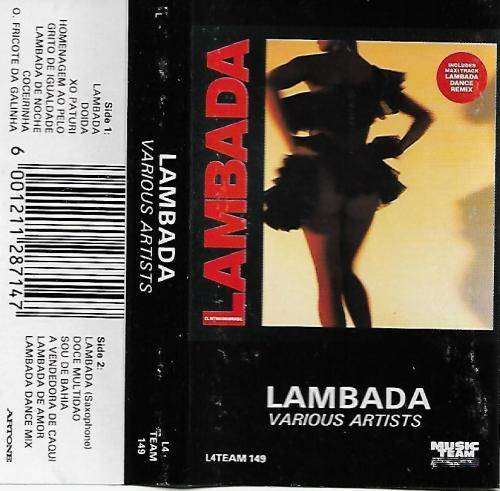 Side 1:
LAMBADA
DOIDA
XO PATURI
HOMENAGEM AO PELO
GRITO DE IGUALDADE
LAMBADA DE NOCHE
COCEIRINHA
O. FRICOTE DA GALINHA
6 001211 287147
Side 2:
LAMBADA (Saxophone)
DOCE MULTIDAO
SOU DE BAHIA
A VENDEDORA DE CAQUI
LAMBADA DE AMOR
LAMBADA DANCE MIX
ARTONE
LAMBADA
VARIOUS ARTISTS
L4-
TEAM
149
LAMBADA
INCLUDES
MAXI TRACK
LAMBADA
DANCE
REMIX
LAMBADA
VARIOUS ARTISTS
L4TEAM 149
MUSIC
TEAM